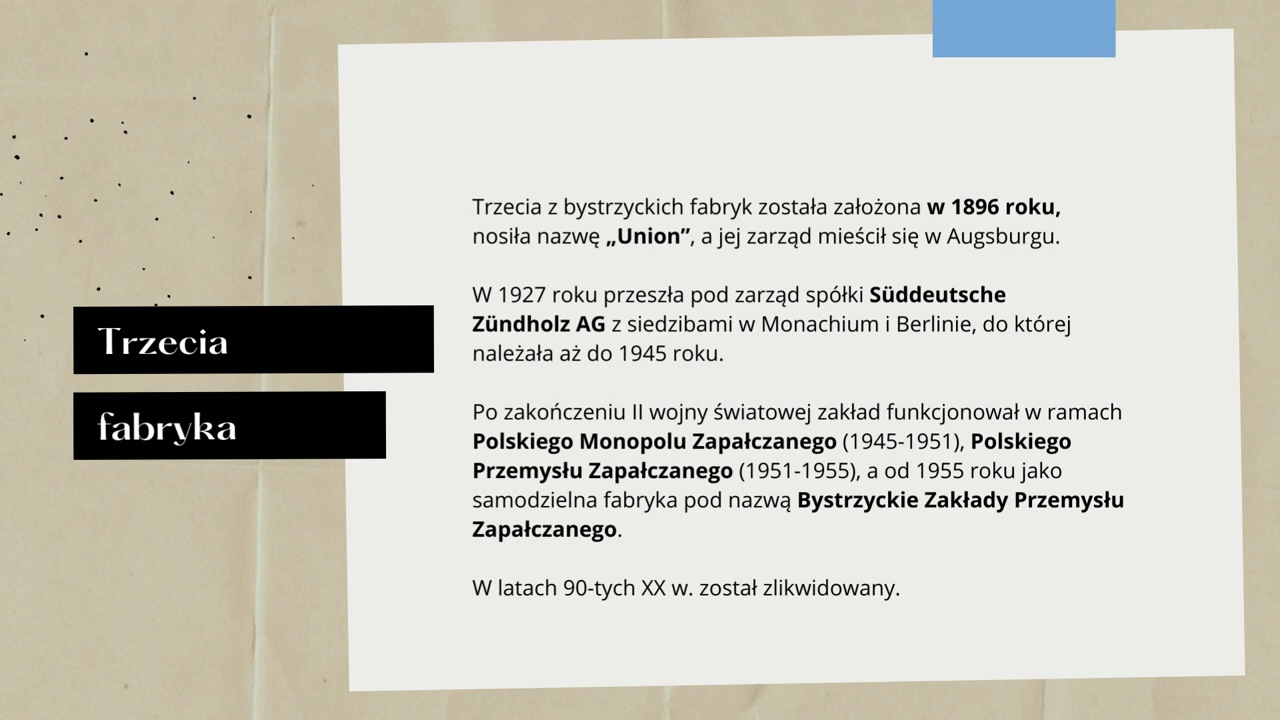 Trzecia
fabryka
Trzecia z bystrzyckich fabryk została założona w 1896 roku,
nosiła nazwę „Union”, a jej zarząd mieścił się w Augsburgu.
W 1927 roku przeszła pod zarząd spółki Süddeutsche
Zündholz AG z siedzibami w Monachium i Berlinie, do której
należała aż do 1945 roku.
Po zakończeniu II wojny światowej zakład funkcjonował w ramach
Polskiego Monopolu Zapałczanego (1945-1951), Polskiego
Przemysłu Zapałczanego (1951-1955), a od 1955 roku jako
samodzielna fabryka pod nazwą Bystrzyckie Zakłady Przemysłu
Zapałczanego.
W latach 90-tych XX w. został zlikwidowany.